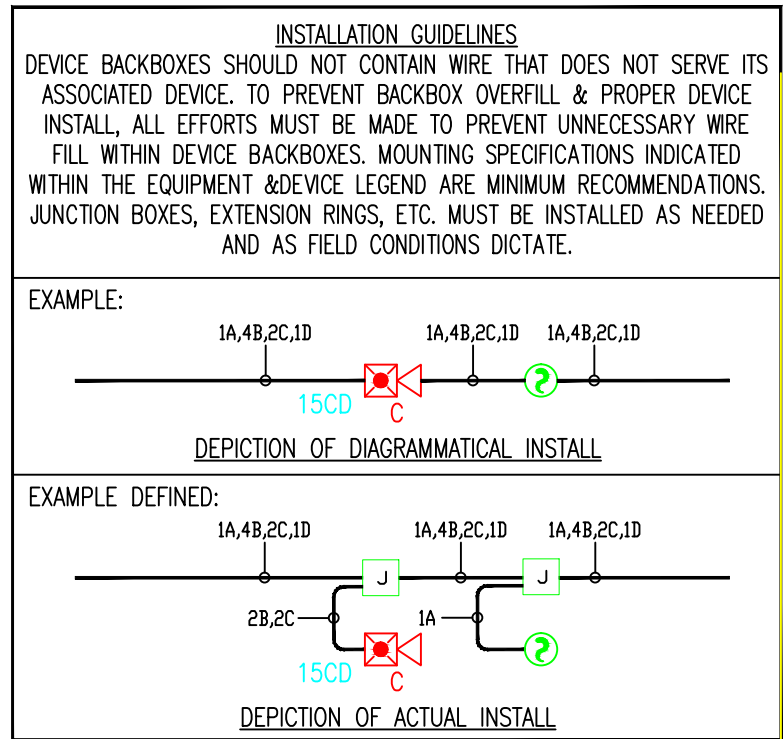 INSTALLATION GUIDELINES
DEVICE BACKBOXES SHOULD NOT CONTAIN WIRE THAT DOES NOT SERVE ITS
ASSOCIATED DEVICE. TO PREVENT BACKBOX OVERFILL & PROPER DEVICE
INSTALL, ALL EFFORTS MUST BE MADE TO PREVENT UNNECESSARY WIRE
FILL WITHIN DEVICE BACKBOXES. MOUNTING SPECIFICATIONS INDICATED
WITHIN THE EQUIPMENT &DEVICE LEGEND ARE MINIMUM RECOMMENDATIONS.
JUNCTION BOXES, EXTENSION RINGS, ETC. MUST BE INSTALLED AS NEEDED
AND AS FIELD CONDITIONS DICTATE.
EXAMPLE:
1A,4B,2C,1D 1A,4B,2C,1D 1A,4B,2C,1D
15CD C
DEPICTION OF DIAGRAMMATICAL INSTALL
EXAMPLE DEFINED:
1A,4B,2C,1D 1A,4B,2C,1D 1A,4B,2C,1D
J J
2B,2C 1A
15CD C
DEPICTION OF ACTUAL INSTALL